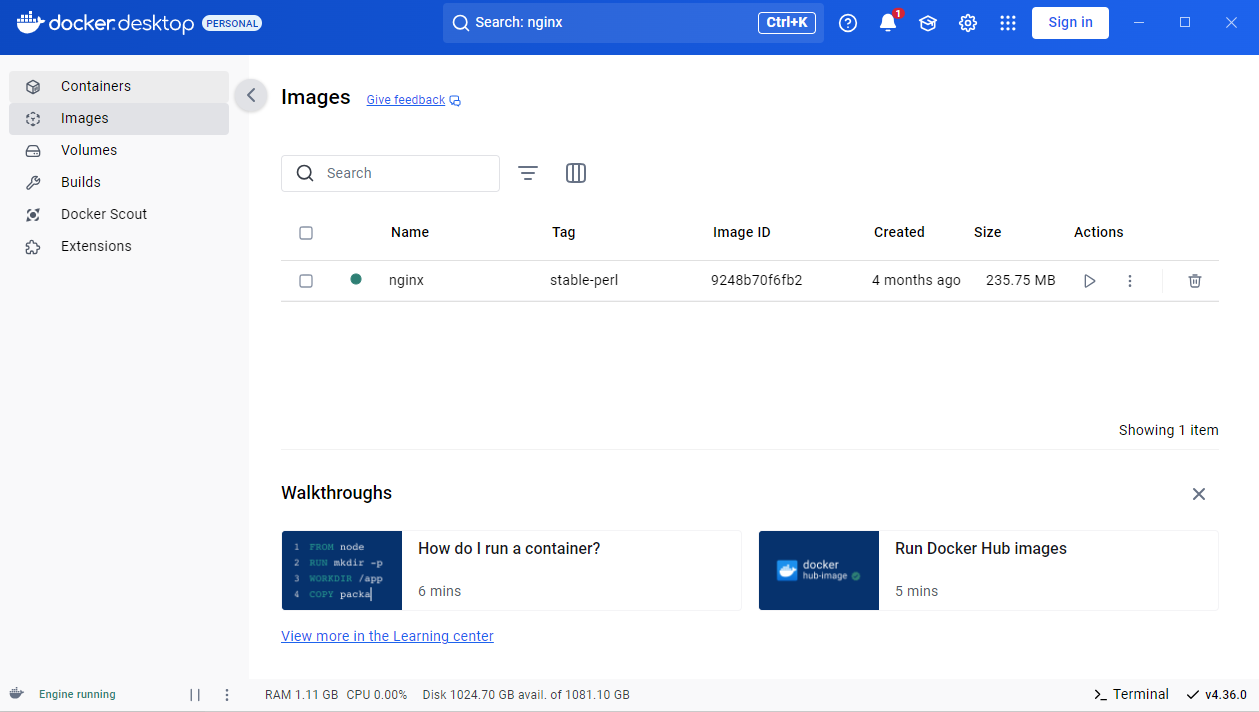 docker.desktop PERSONAL Search: nginx Ctrl+K 1 Sign in
Containers
Images
Volumes
Builds
Docker Scout
Extensions
Images Give feedback
Search
Name Tag Image ID Created Size Actions
nginx stable-perl 9248b70f6fb2 4 months ago 235.75 MB
Showing 1 item
Walkthroughs
1 FROM node
2 RUN mkdir -p
3 WORKDIR /app
4 COPY packa
How do I run a container?
6 mins
docker
hub-image
Run Docker Hub images
5 mins
View more in the Learning center
Engine running RAM 1.11 GB CPU 0.00% Disk 1024.70 GB avail. of 1081.10 GB Terminal v4.36.0